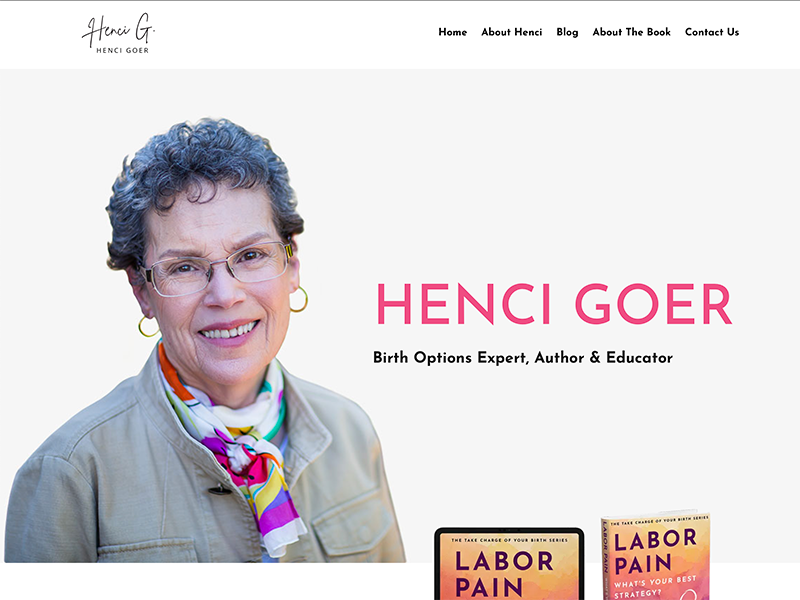 Henci G.
HENCI GOER
Home About Henci Blog About The Book Contact Us
HENCI GOER
Birth Options Expert, Author & Educator
THE TAKE CHARGE OF YOUR BIRTH SERIES
LABOR
PAIN
THE TAKE CHARGE OF YOUR BIRTH SERIES
LABOR PAIN
LABOR
PAIN
WHAT'S YOUR BEST
STRATEGY?